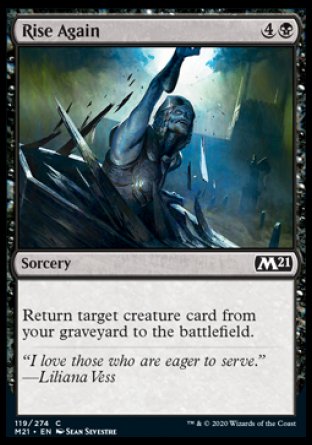 Rise Again 4
Sorcery M21
Return target creature card from
your graveyard to the battlefield.
“I love those who are eager to serve.”
—Liliana Vess
119/274 C
M21 • EN Sean Sevestre ™ & © 2020 Wizards of the Coast